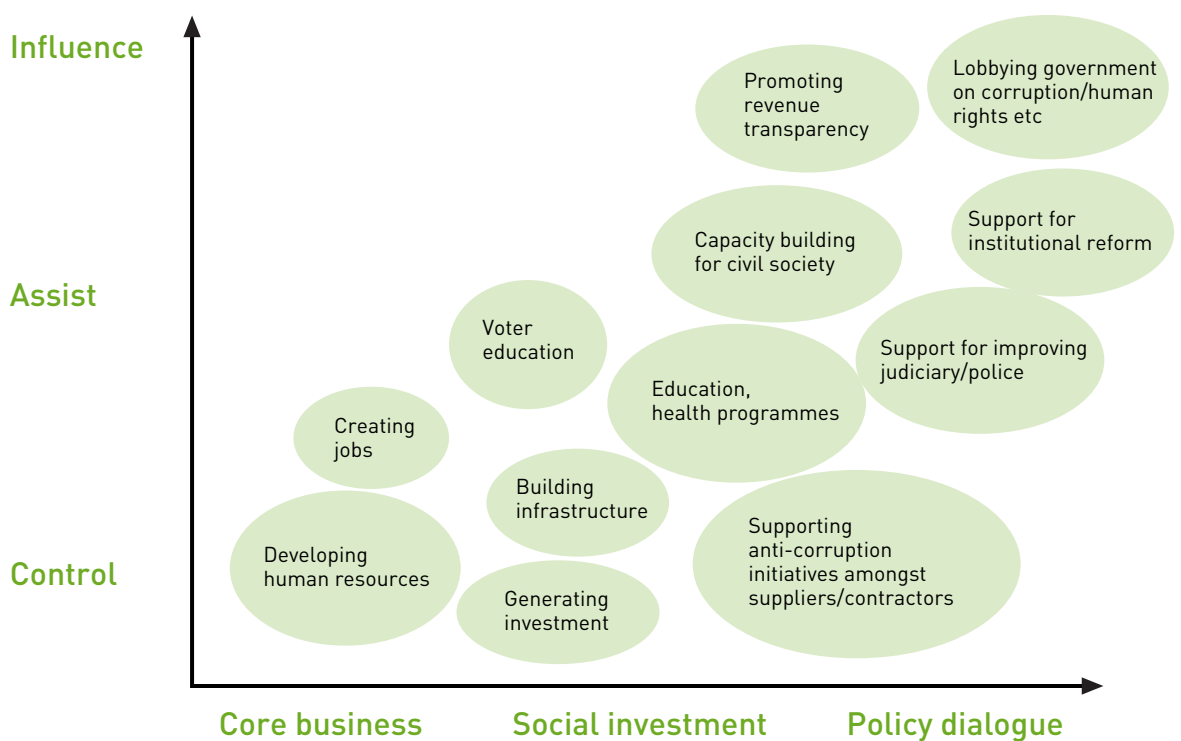 Influence
Assist
Control
Promoting
revenue
transparency
Lobbying government
on corruption/human
rights etc
Capacity building
for civil society
Support for
institutional reform
Voter
education
Support for improving
judiciary/police
Education,
health programmes
Creating
jobs
Building
infrastructure
Developing
human resources
Generating
investment
Supporting
anti-corruption
initiatives amongst
suppliers/contractors
Core business
Social investment
Policy dialogue